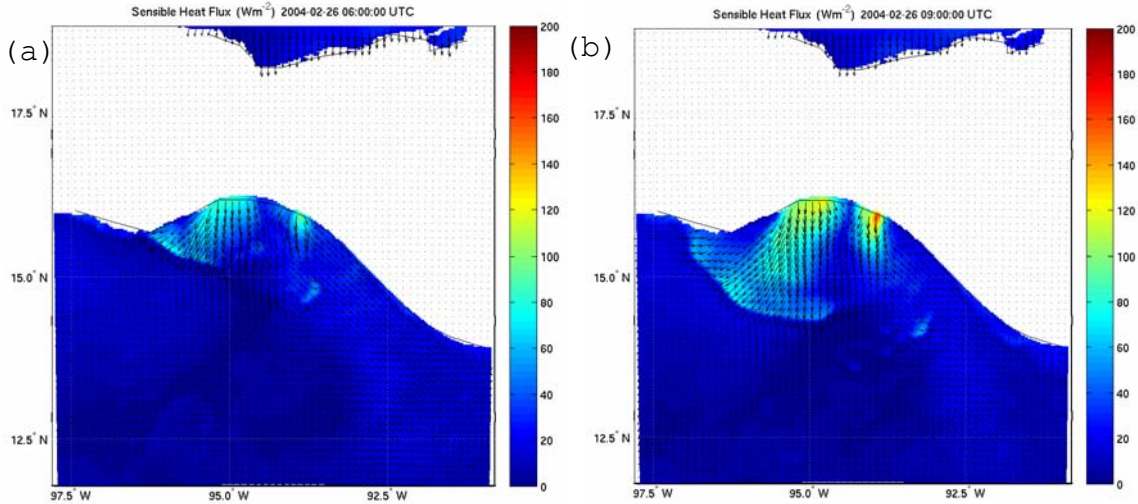 Sensible Heat Flux (Wm-2) 2004-02-26 06:00:00 UTC
(a)
200
180
160
140
120
100
80
60
40
20
0
17.5° N
15.0° N
12.5° N
97.5° W
95.0° W
92.5° W
Sensible Heat Flux (Wm-2) 2004-02-26 09:00:00 UTC
(b)
200
180
160
140
120
100
80
60
40
20
0
17.5° N
15.0° N
12.5° N
97.5° W
95.0° W
92.5° W